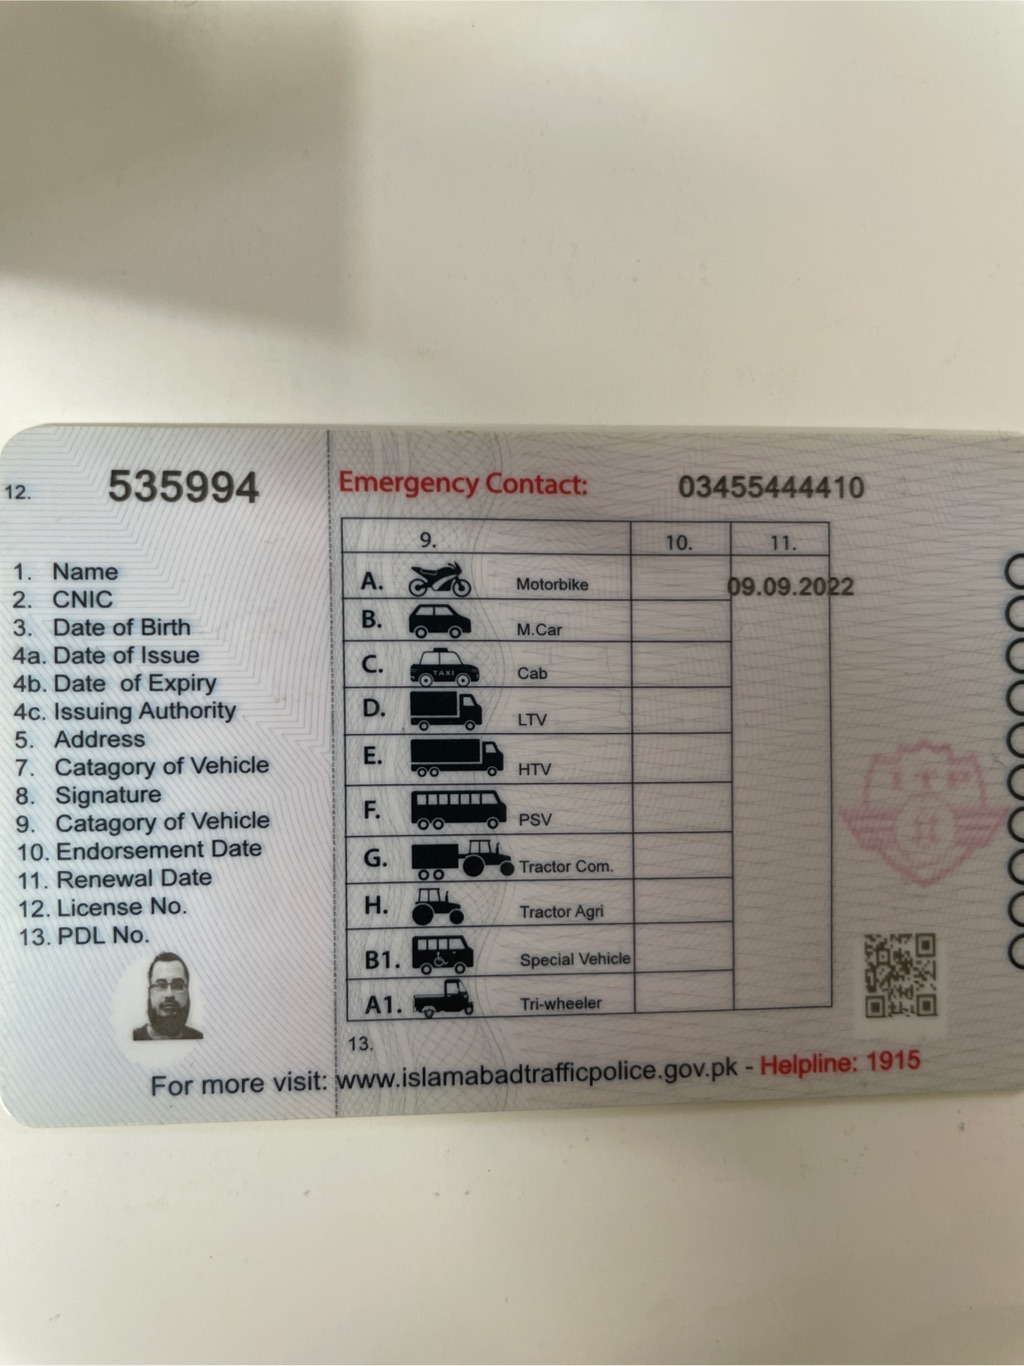 12. 535994
Emergency Contact: 03455444410
1. Name
2. CNIC
3. Date of Birth
4a. Date of Issue
4b. Date of Expiry
4c. Issuing Authority
5. Address
7. Catagory of Vehicle
8. Signature
9. Catagory of Vehicle
10. Endorsement Date
11. Renewal Date
12. License No.
13. PDL No.
9. 10. 11.
A. Motorbike 09.09.2022
B. M.Car
C. TAXI Cab
D. LTV
E. HTV
F. PSV
G. Tractor Com.
H. Tractor Agri
B1. Special Vehicle
A1. Tri-wheeler
13.
ITP
For more visit: www.islamabadtrafficpolice.gov.pk - Helpline: 1915